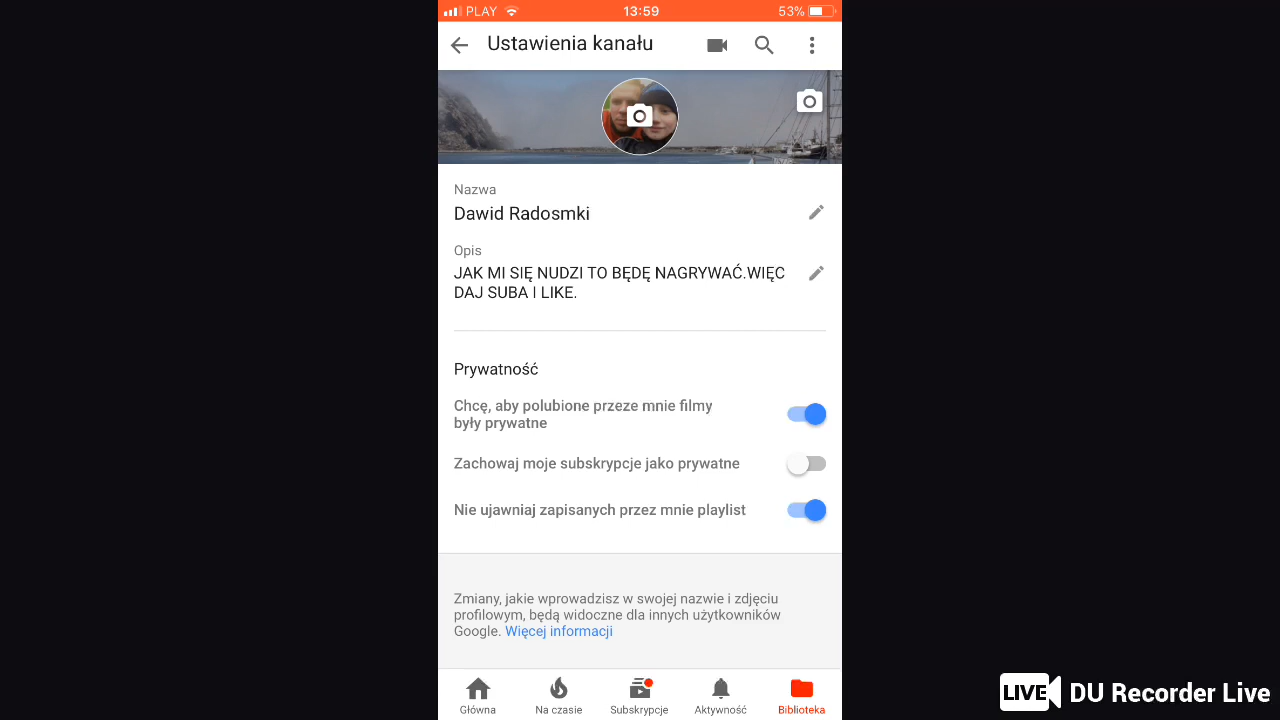 PLAY 13:59 53%
Ustawienia kanału
Nazwa
Dawid Radosmki
Opis
JAK MI SIĘ NUDZI TO BĘDĘ NAGRYWAĆ.WIĘC
DAJ SUBA I LIKE.
Prywatność
Chcę, aby polubione przeze mnie filmy
były prywatne
Zachowaj moje subskrypcje jako prywatne
Nie ujawniaj zapisanych przez mnie playlist
Zmiany, jakie wprowadzisz w swojej nazwie i zdjęciu
profilowym, będą widoczne dla innych użytkowników
Google. Więcej informacji
Główna Na czasie Subskrypcje Aktywność Biblioteka
LIVE DU Recorder Live